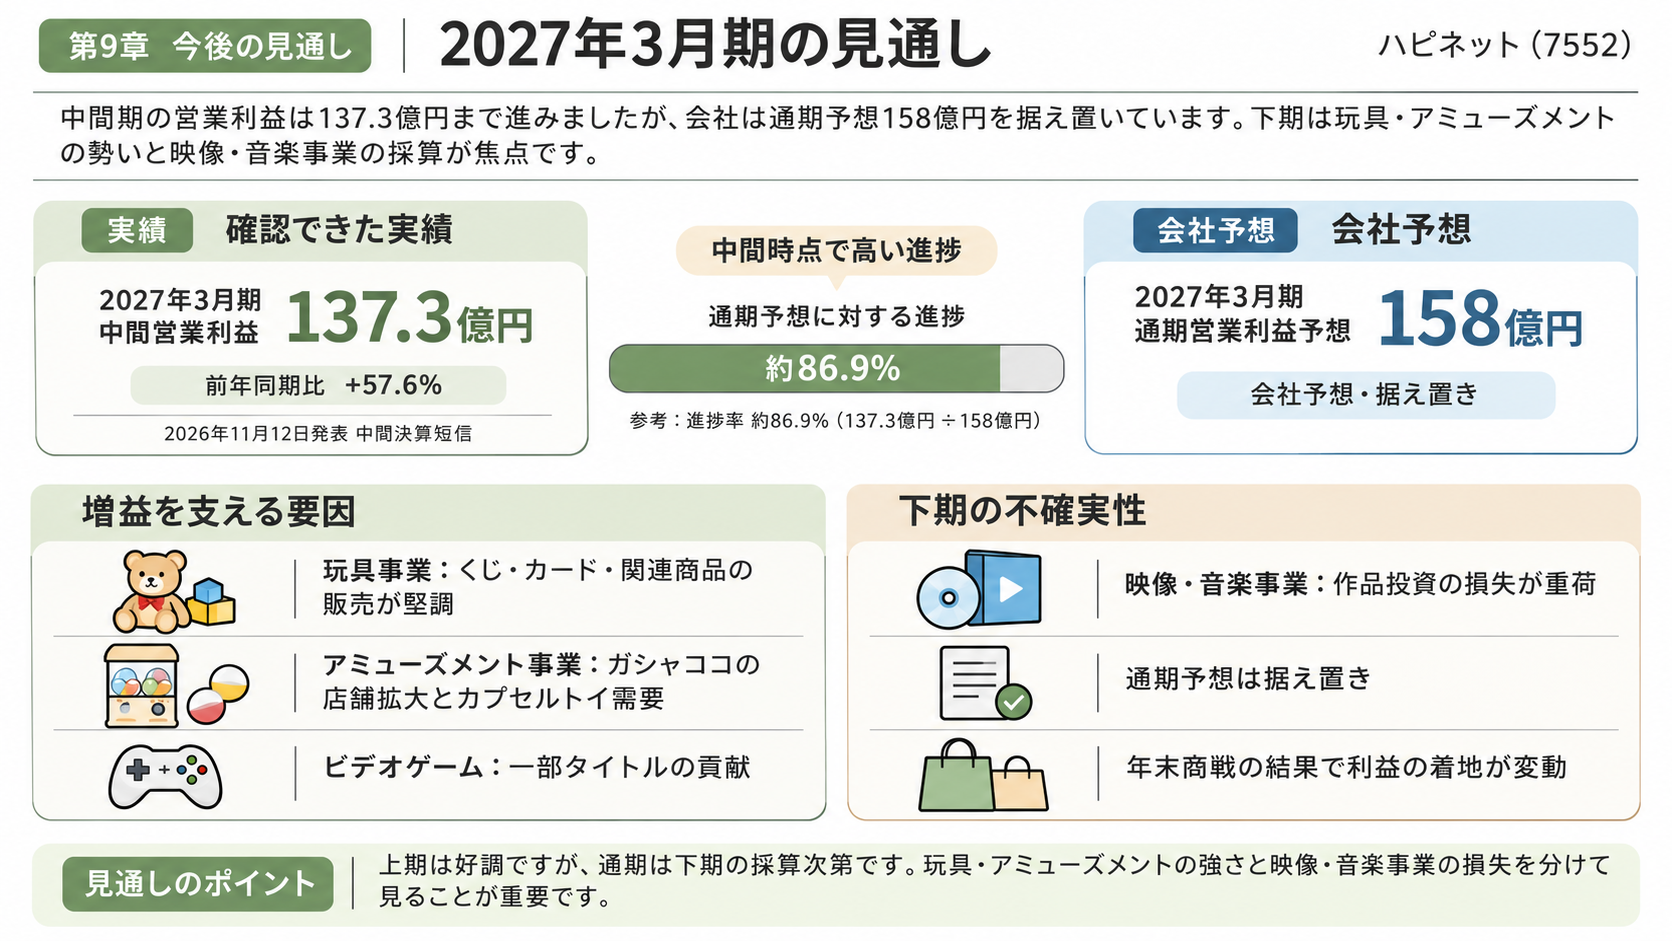 第9章 今後の見通し
2027年3月期の見通し
ハピネット（7552）
中間期の営業利益は137.3億円まで進みましたが、会社は通期予想158億円を据え置いています。下期は玩具・アミューズメント
の勢いと映像・音楽事業の採算が焦点です。
実績
確認できた実績
2027年3月期
中間営業利益
137.3億円
前年同期比 +57.6%
2026年11月12日発表 中間決算短信
中間時点で高い進捗
通期予想に対する進捗
約86.9%
参考：進捗率 約86.9%（137.3億円÷158億円）
会社予想
会社予想
2027年3月期
通期営業利益予想
158億円
会社予想・据え置き
増益を支える要因
玩具事業：くじ・カード・関連商品の
販売が堅調
アミューズメント事業：ガシャココの
店舗拡大とカプセルトイ需要
ビデオゲーム：一部タイトルの貢献
下期の不確実性
映像・音楽事業：作品投資の損失が重荷
通期予想は据え置き
年末商戦の結果で利益の着地が変動
見通しのポイント
上期は好調ですが、通期は下期の採算次第です。玩具・アミューズメントの強さと映像・音楽事業の損失を分けて
見ることが重要です。